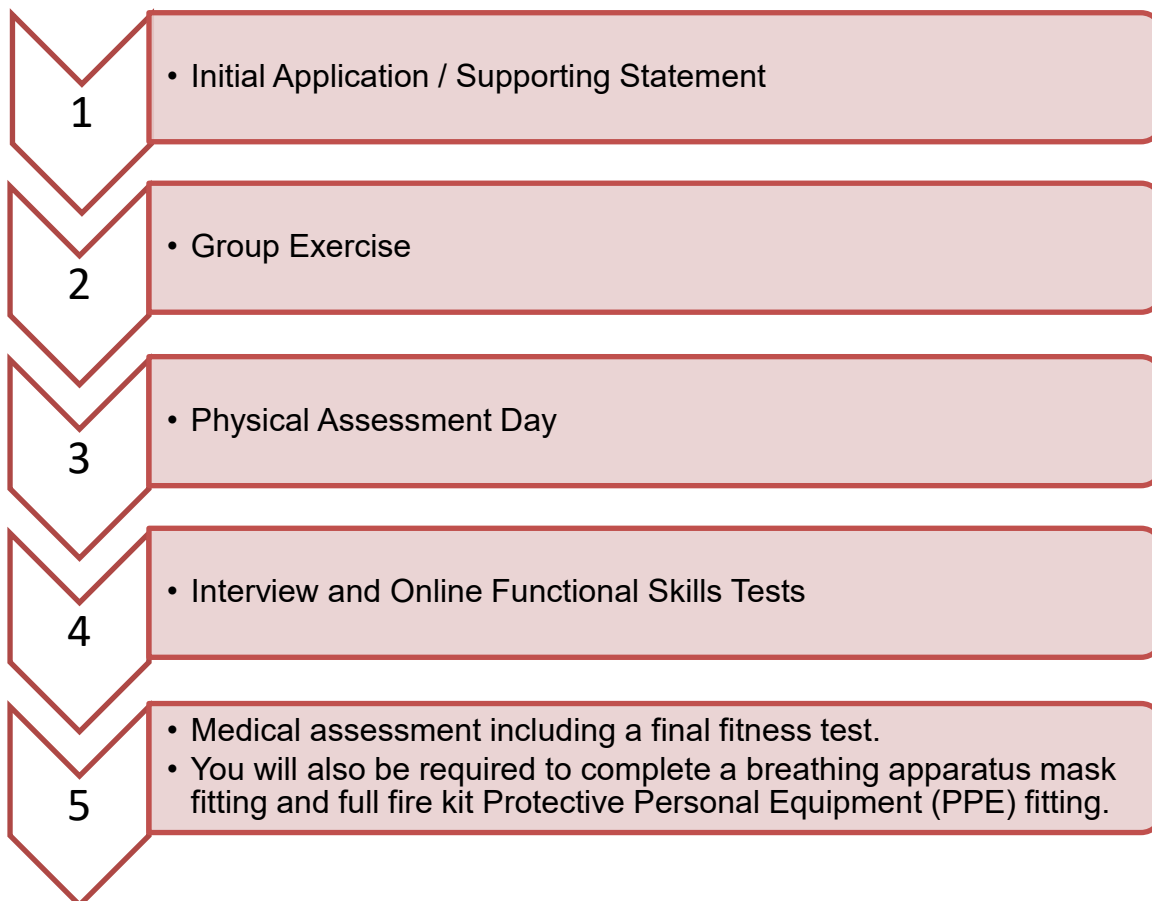 1
• Initial Application / Supporting Statement
2
• Group Exercise
3
• Physical Assessment Day
4
• Interview and Online Functional Skills Tests
5
• Medical assessment including a final fitness test.
• You will also be required to complete a breathing apparatus mask
fitting and full fire kit Protective Personal Equipment (PPE) fitting.